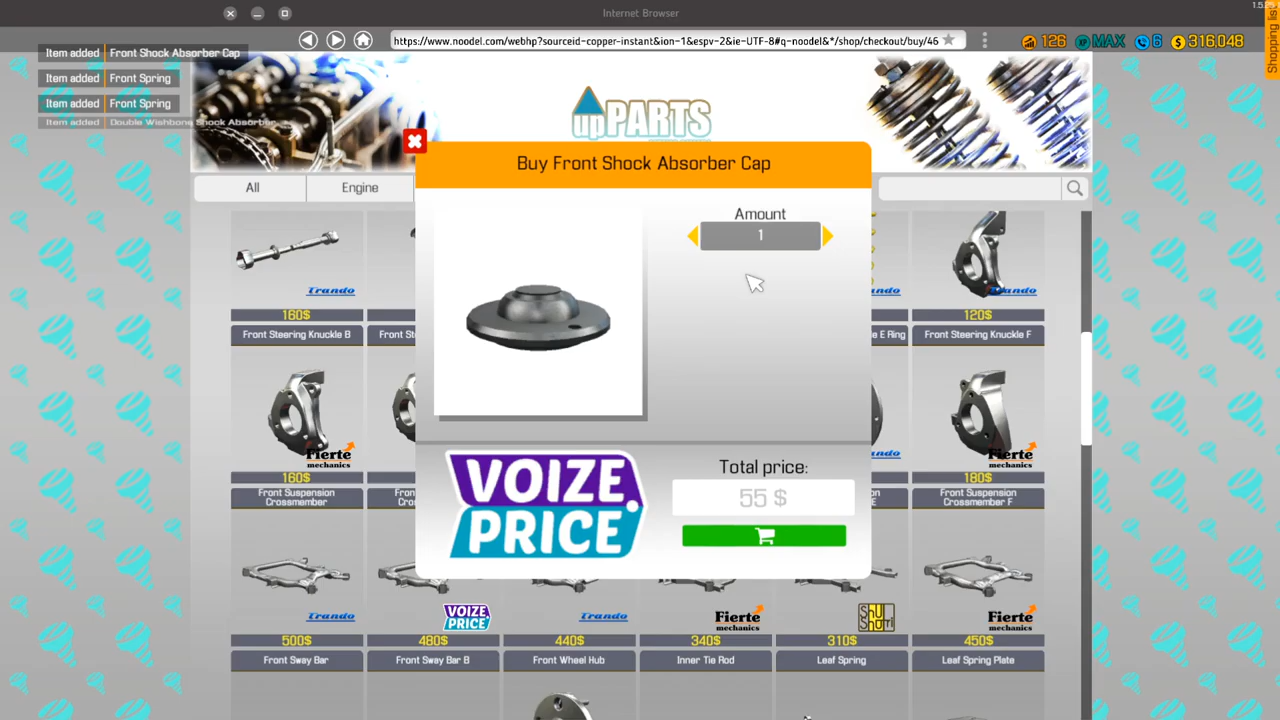 Internet Browser
1.5.
https://www.noodel.com/webhp?sourceid-copper-instant&ion-1&espv-2&ie-UTF-8#q-noodel&*/shop/checkout/buy/46
126
XP MAX
6
$ 316,048
Shopping list
Item added Front Shock Absorber Cap
Item added Front Spring
Item added Front Spring
Item added Double Wishbone Shock Absorber
upPARTS
Buy Front Shock Absorber Cap
All
Engine
Amount
1
Trando
Trando
160$
120$
Front Steering Knuckle B
Front Steering Knuckle F
Fierte
mechanics
Fierte
mechanics
160$
180$
Front Suspension
Crossmember
Front Suspension
Crossmember F
VOIZE.
PRICE
Total price:
55 $
Trando
VOIZE
PRICE
Trando
Fierte
mechanics
Shu
Shuri
Fierte
mechanics
500$
480$
440$
340$
310$
450$
Front Sway Bar
Front Sway Bar B
Front Wheel Hub
Inner Tie Rod
Leaf Spring
Leaf Spring Plate